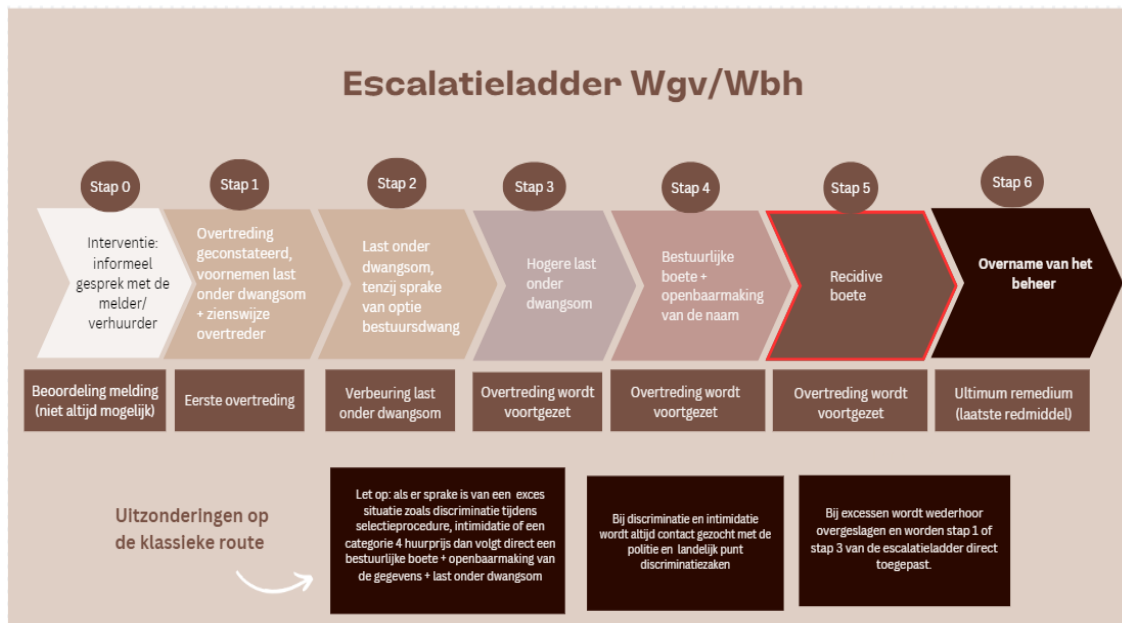 Escalatieladder Wgv/Wbh
Stap 0
Stap 1
Stap 2
Stap 3
Stap 4
Stap 5
Stap 6
Interventie:
informeel
gesprek met de
melder/
verhuurder
Overtreding
geconstateerd,
voornemen last
onder dwangsom
+ zienswijze
overtreder
Last onder
dwangsom,
tenzij sprake
van optie
bestuursdwang
Hogere last
onder
dwangsom
Bestuurlijke
boete +
openbaarmaking
van de naam
Recidive
boete
Overname van het
beheer
Beoordeling melding
(niet altijd mogelijk)
Eerste overtreding
Verbeuring last
onder dwangsom
Overtreding wordt
voortgezet
Overtreding wordt
voortgezet
Overtreding wordt
voortgezet
Ultimum remedium
(laatste redmiddel)
Uitzonderingen op
de klassieke route
Let op: als er sprake is van een exces
situatie zoals discriminatie tijdens
selectieprocedure, intimidatie of een
categorie 4 huurprijs dan volgt direct een
bestuurlijke boete + openbaarmaking van
de gegevens + last onder dwangsom
Bij discriminatie en intimidatie
wordt altijd contact gezocht met de
politie en landelijk punt
discriminatiezaken
Bij excessen wordt wederhoor
overgeslagen en worden stap 1 of
stap 3 van de escalatieladder direct
toegepast.